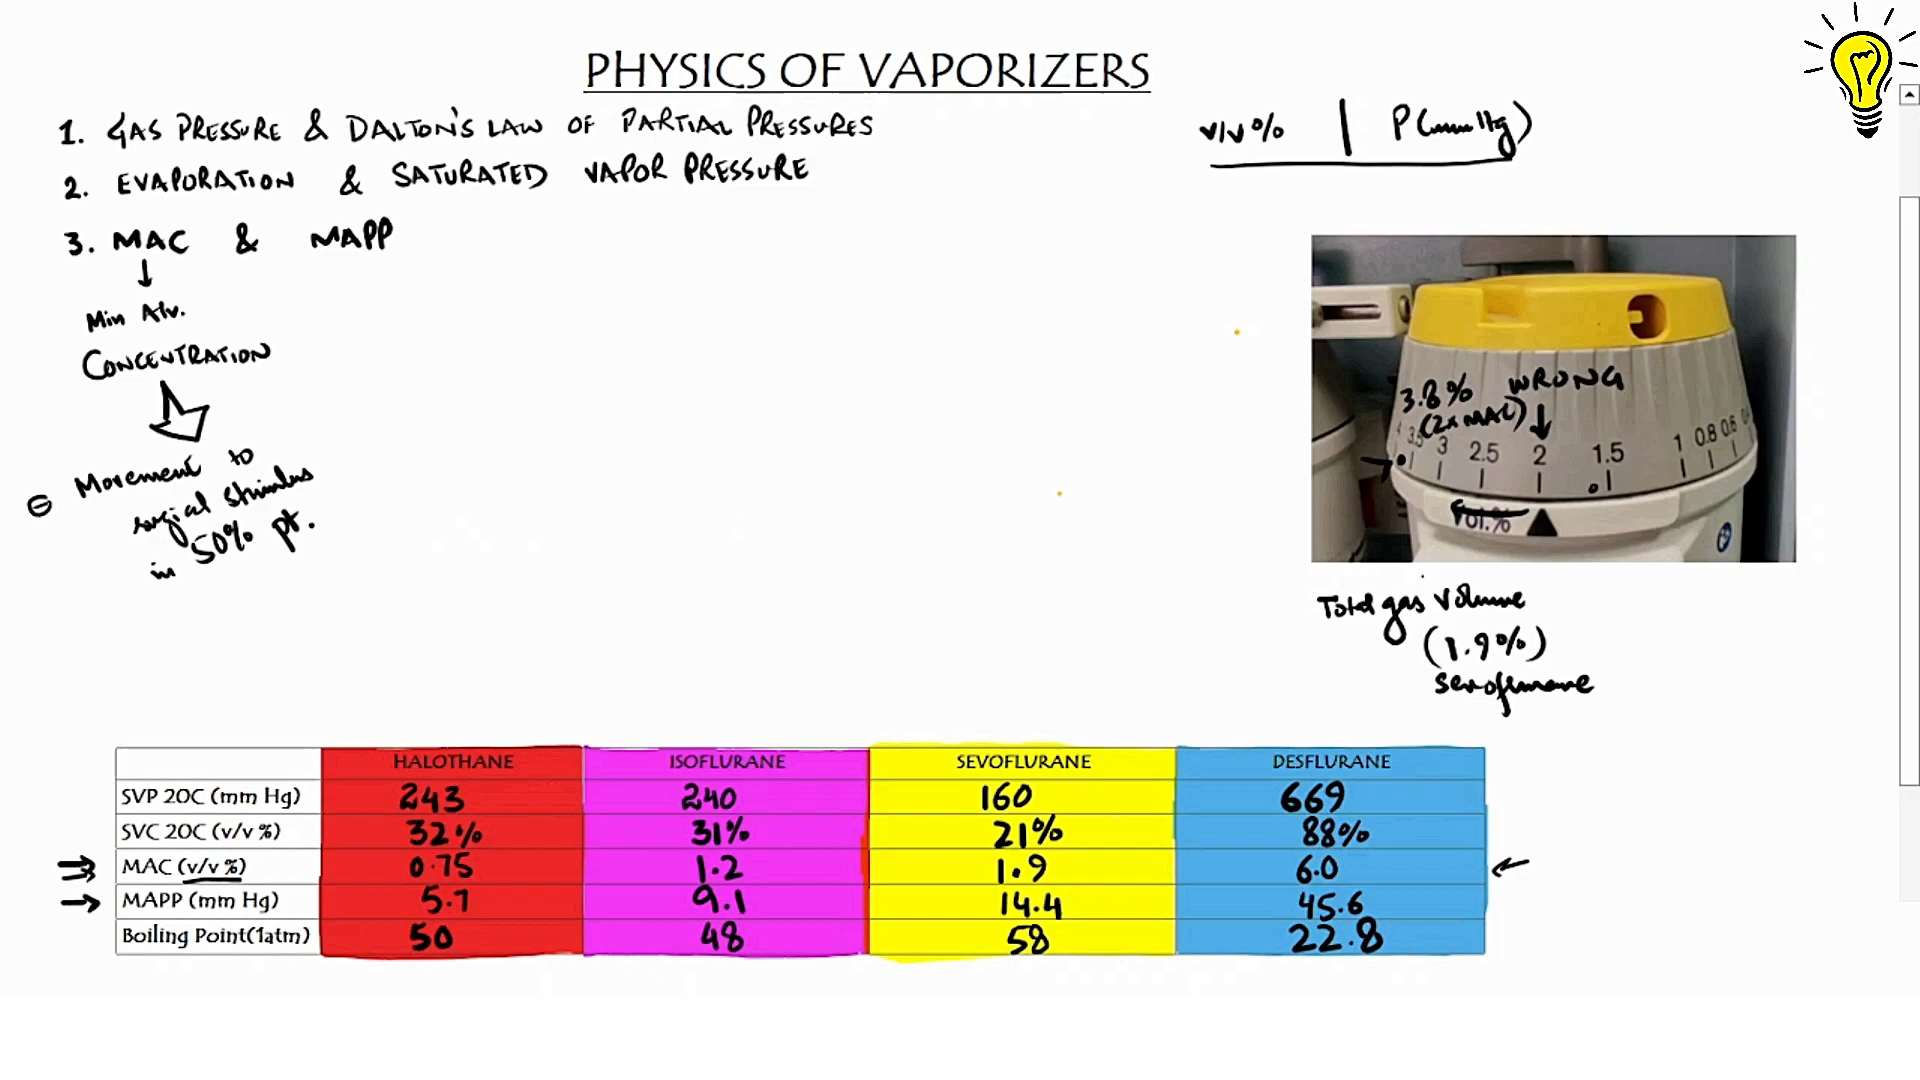 PHYSICS OF VAPORIZERS
1. GAS PRESSURE & DALTON'S LAW OF PARTIAL PRESSURES
2. EVAPORATION & SATURATED VAPOR PRESSURE
3. MAC & MAPP
Min Alv.
CONCENTRATION
⊖ Movement to
surgical stimulus
in 50% pt.
v/v% | P(mmHg)
3.8% WRONG
(2xMAC)
4 3.5 3 2.5 2 1.5 1 0.8 0.6
Vol.%
Total gas volume
(1.9%)
sevoflurane
HALOTHANE ISOFLURANE SEVOFLURANE DESFLURANE
SVP 20C (mm Hg) 243 240 160 669
SVC 20C (v/v %) 32% 31% 21% 88%
MAC (v/v %) 0.75 1.2 1.9 6.0
MAPP (mm Hg) 5.7 9.1 14.4 45.6
Boiling Point(1atm) 50 48 58 22.8